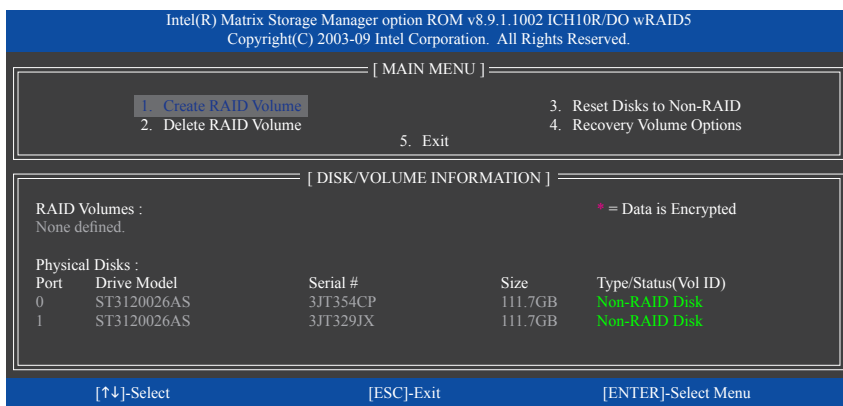 Intel(R) Matrix Storage Manager option ROM v8.9.1.1002 ICH10R/DO wRAID5
Copyright(C) 2003-09 Intel Corporation. All Rights Reserved.
[ MAIN MENU ]
1. Create RAID Volume 3. Reset Disks to Non-RAID
2. Delete RAID Volume 4. Recovery Volume Options
5. Exit
[ DISK/VOLUME INFORMATION ]
RAID Volumes : * = Data is Encrypted
None defined.
Physical Disks :
Port Drive Model Serial # Size Type/Status(Vol ID)
0 ST3120026AS 3JT354CP 111.7GB Non-RAID Disk
1 ST3120026AS 3JT329JX 111.7GB Non-RAID Disk
[↑↓]-Select [ESC]-Exit [ENTER]-Select Menu